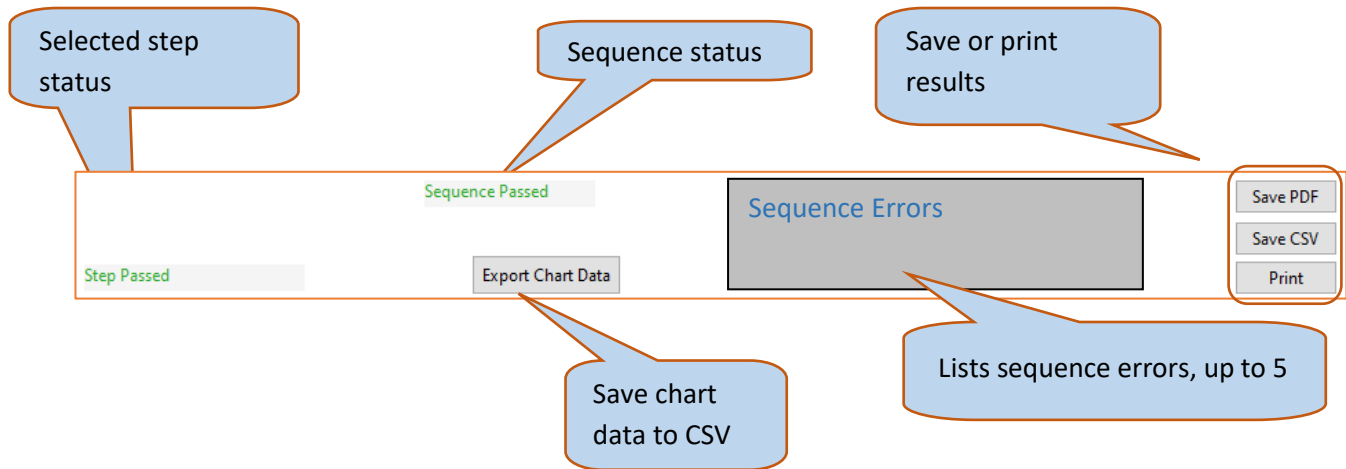 Selected step
status
Sequence status
Save or print
results
Sequence Passed
Sequence Errors
Save PDF
Save CSV
Step Passed
Export Chart Data
Print
Save chart
data to CSV
Lists sequence errors, up to 5